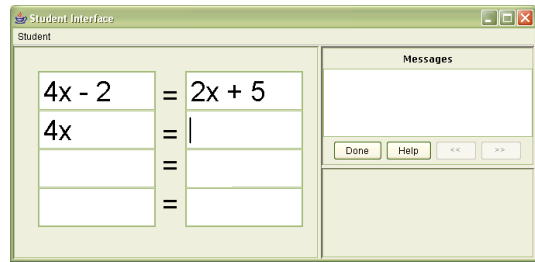 Student Interface
Student
4x - 2 = 2x + 5
4x =
=
=
Messages
Done Help << >>